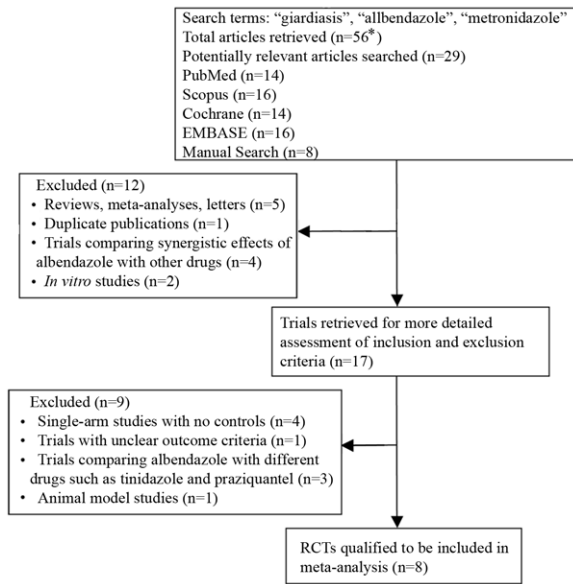 Search terms: “giardiasis”, “allbendazole”, “metronidazole”
Total articles retrieved (n=56*)
Potentially relevant articles searched (n=29)
PubMed (n=14)
Scopus (n=16)
Cochrane (n=14)
EMBASE (n=16)
Manual Search (n=8)
Excluded (n=12)
• Reviews, meta-analyses, letters (n=5)
• Duplicate publications (n=1)
• Trials comparing synergistic effects of
albendazole with other drugs (n=4)
• In vitro studies (n=2)
Trials retrieved for more detailed
assessment of inclusion and exclusion
criteria (n=17)
Excluded (n=9)
• Single-arm studies with no controls (n=4)
• Trials with unclear outcome criteria (n=1)
• Trials comparing albendazole with different
drugs such as tinidazole and praziquantel (n=3)
• Animal model studies (n=1)
RCTs qualified to be included in
meta-analysis (n=8)